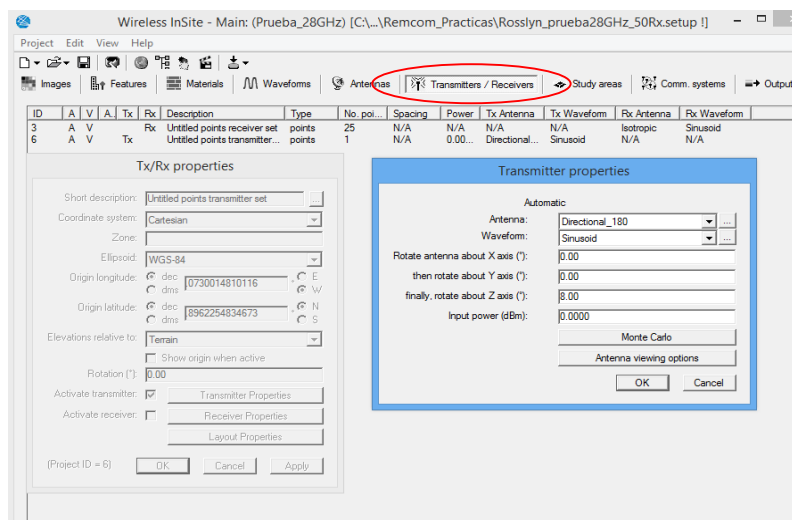 Wireless InSite - Main: (Prueba_28GHz) [C:\...\Remcom_Practicas\Rosslyn_prueba28GHz_50Rx.setup !]
Project Edit View Help
Images Features Materials Waveforms Antennas Transmitters / Receivers Study areas Comm. systems Output
ID A V A. Tx Rx Description Type No. poi... Spacing Power Tx Antenna Tx Waveform Rx Antenna Rx Waveform
3 A V Rx Untitled points receiver set points 25 N/A N/A N/A N/A Isotropic Sinusoid
6 A V Tx Untitled points transmitter... points 1 N/A 0.00... Directional... Sinusoid N/A N/A
Tx/Rx properties
Short description: Untitled points transmitter set ...
Coordinate system: Cartesian
Zone:
Ellipsoid: WGS-84
Origin longitude: dec dms 0730014810116 ° E W
Origin latitude: dec dms 8962254834673 ° N S
Elevations relative to: Terrain
Show origin when active
Rotation (°): 0.00
Activate transmitter: Transmitter Properties
Activate receiver: Receiver Properties
Layout Properties
(Project ID = 6) OK Cancel Apply
Transmitter properties
Automatic
Antenna: Directional_180 ...
Waveform: Sinusoid ...
Rotate antenna about X axis (°): 0.00
then rotate about Y axis (°): 0.00
finally, rotate about Z axis (°): 8.00
Input power (dBm): 0.0000
Monte Carlo
Antenna viewing options
OK Cancel